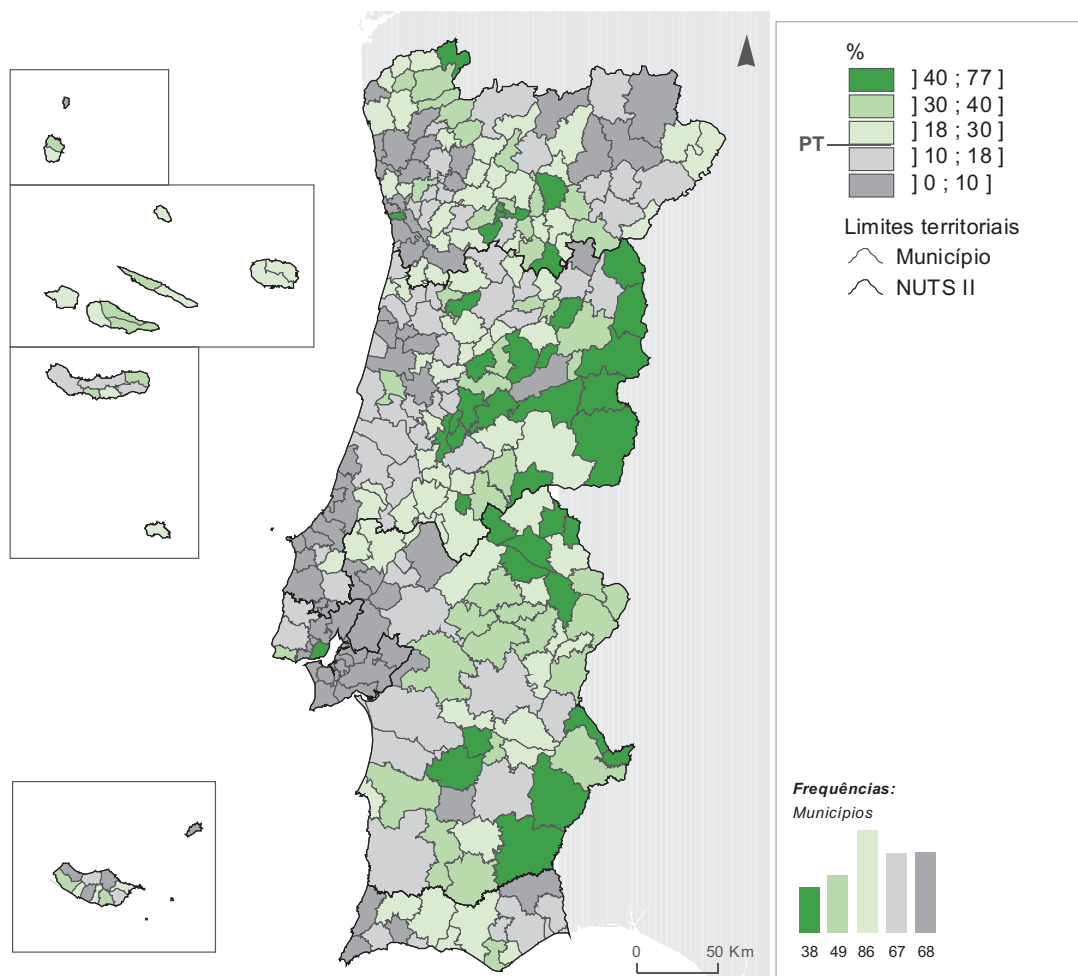 %
] 40 ; 77 ]
] 30 ; 40 ]
] 18 ; 30 ]
PT
] 10 ; 18 ]
] 0 ; 10 ]
Limites territoriais
Município
NUTS II
Frequências:
Municípios
38 49 86 67 68
0 50 Km